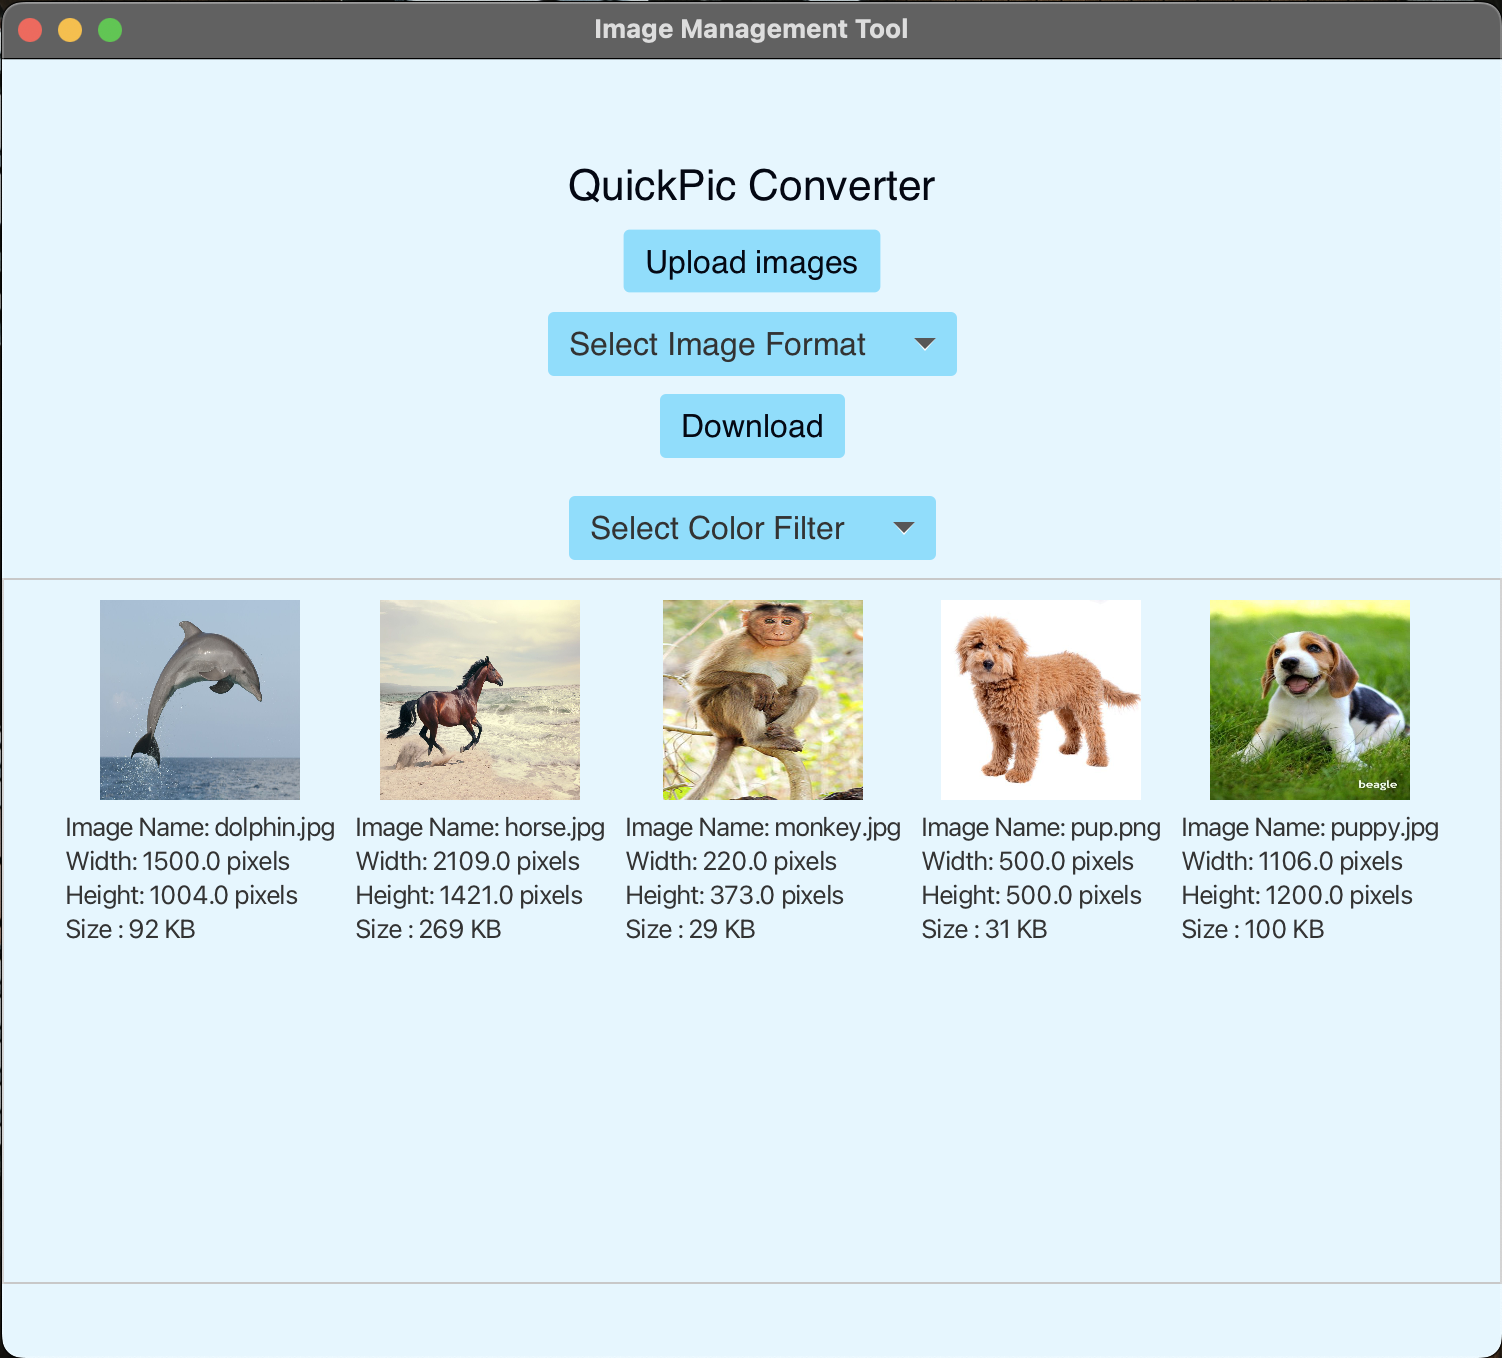 Image Management Tool
QuickPic Converter
Upload images
Select Image Format
Download
Select Color Filter
beagle
Image Name: dolphin.jpg
Width: 1500.0 pixels
Height: 1004.0 pixels
Size : 92 KB
Image Name: horse.jpg
Width: 2109.0 pixels
Height: 1421.0 pixels
Size : 269 KB
Image Name: monkey.jpg
Width: 220.0 pixels
Height: 373.0 pixels
Size : 29 KB
Image Name: pup.png
Width: 500.0 pixels
Height: 500.0 pixels
Size : 31 KB
Image Name: puppy.jpg
Width: 1106.0 pixels
Height: 1200.0 pixels
Size : 100 KB